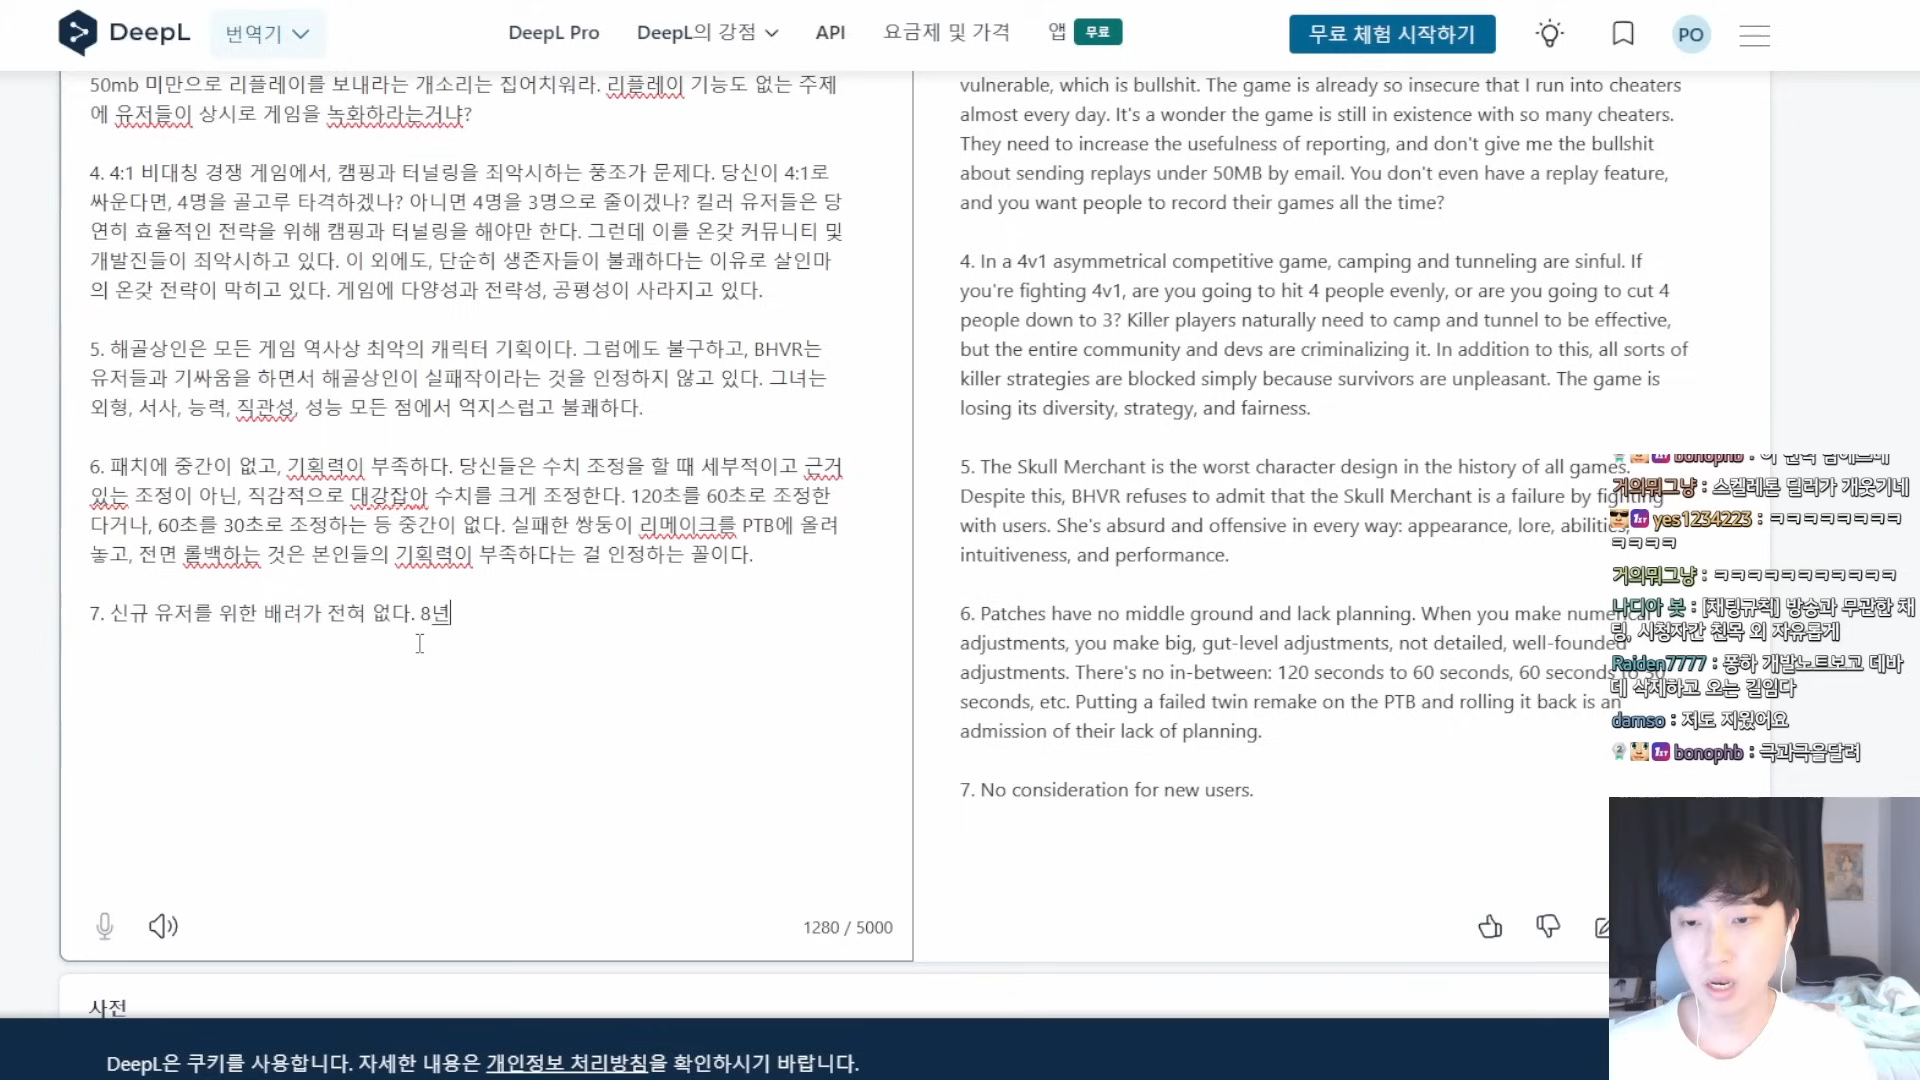 DeepL
번역기
DeepL Pro
DeepL의 강점
API
요금제 및 가격
앱 무료
무료 체험 시작하기
PO
50mb 미만으로 리플레이를 보내라는 개소리는 집어치워라. 리플레이 기능도 없는 주제
에 유저들이 상시로 게임을 녹화하라는거냐?
4. 4:1 비대칭 경쟁 게임에서, 캠핑과 터널링을 죄악시하는 풍조가 문제다. 당신이 4:1로
싸운다면, 4명을 골고루 타격하겠나? 아니면 4명을 3명으로 줄이겠나? 킬러 유저들은 당
연히 효율적인 전략을 위해 캠핑과 터널링을 해야만 한다. 그런데 이를 온갖 커뮤니티 및
개발진들이 죄악시하고 있다. 이 외에도, 단순히 생존자들이 불쾌하다는 이유로 살인마
의 온갖 전략이 막히고 있다. 게임에 다양성과 전략성, 공평성이 사라지고 있다.
5. 해골상인은 모든 게임 역사상 최악의 캐릭터 기획이다. 그럼에도 불구하고, BHVR는
유저들과 기싸움을 하면서 해골상인이 실패작이라는 것을 인정하지 않고 있다. 그녀는
외형, 서사, 능력, 직관성, 성능 모든 점에서 억지스럽고 불쾌하다.
6. 패치에 중간이 없고, 기획력이 부족하다. 당신들은 수치 조정을 할 때 세부적이고 근거
있는 조정이 아닌, 직감적으로 대강잡아 수치를 크게 조정한다. 120초를 60초로 조정한
다거나, 60초를 30초로 조정하는 등 중간이 없다. 실패한 쌍둥이 리메이크를 PTB에 올려
놓고, 전면 롤백하는 것은 본인들의 기획력이 부족하다는 걸 인정하는 꼴이다.
7. 신규 유저를 위한 배려가 전혀 없다. 8년
1280 / 5000
vulnerable, which is bullshit. The game is already so insecure that I run into cheaters
almost every day. It's a wonder the game is still in existence with so many cheaters.
They need to increase the usefulness of reporting, and don't give me the bullshit
about sending replays under 50MB by email. You don't even have a replay feature,
and you want people to record their games all the time?
4. In a 4v1 asymmetrical competitive game, camping and tunneling are sinful. If
you're fighting 4v1, are you going to hit 4 people evenly, or are you going to cut 4
people down to 3? Killer players naturally need to camp and tunnel to be effective,
but the entire community and devs are criminalizing it. In addition to this, all sorts of
killer strategies are blocked simply because survivors are unpleasant. The game is
losing its diversity, strategy, and fairness.
5. The Skull Merchant is the worst character design in the history of all games.
Despite this, BHVR refuses to admit that the Skull Merchant is a failure by fighting
with users. She's absurd and offensive in every way: appearance, lore, abilities,
intuitiveness, and performance.
6. Patches have no middle ground and lack planning. When you make numerical
adjustments, you make big, gut-level adjustments, not detailed, well-founded
adjustments. There's no in-between: 120 seconds to 60 seconds, 60 seconds to 30
seconds, etc. Putting a failed twin remake on the PTB and rolling it back is an
admission of their lack of planning.
7. No consideration for new users.
bonophb :
거의뭐그냥 : 스컬레톤 딜러가 개웃기네
yes1234223 : ㅋㅋㅋㅋㅋㅋㅋㅋ
ㅋㅋㅋㅋ
거의뭐그냥 : ㅋㅋㅋㅋㅋㅋㅋㅋㅋㅋㅋ
나디아 봇 : [채팅규칙] 방송과 무관한 채
팅, 시청자간 친목 외 자유롭게
Raiden7777 : 퐁하 개발노트보고 데바
데 삭제하고 오는 길임다
damso : 저도 지웠어요
bonophb : 극과극을달려
사전
DeepL은 쿠키를 사용합니다. 자세한 내용은 개인정보 처리방침을 확인하시기 바랍니다.